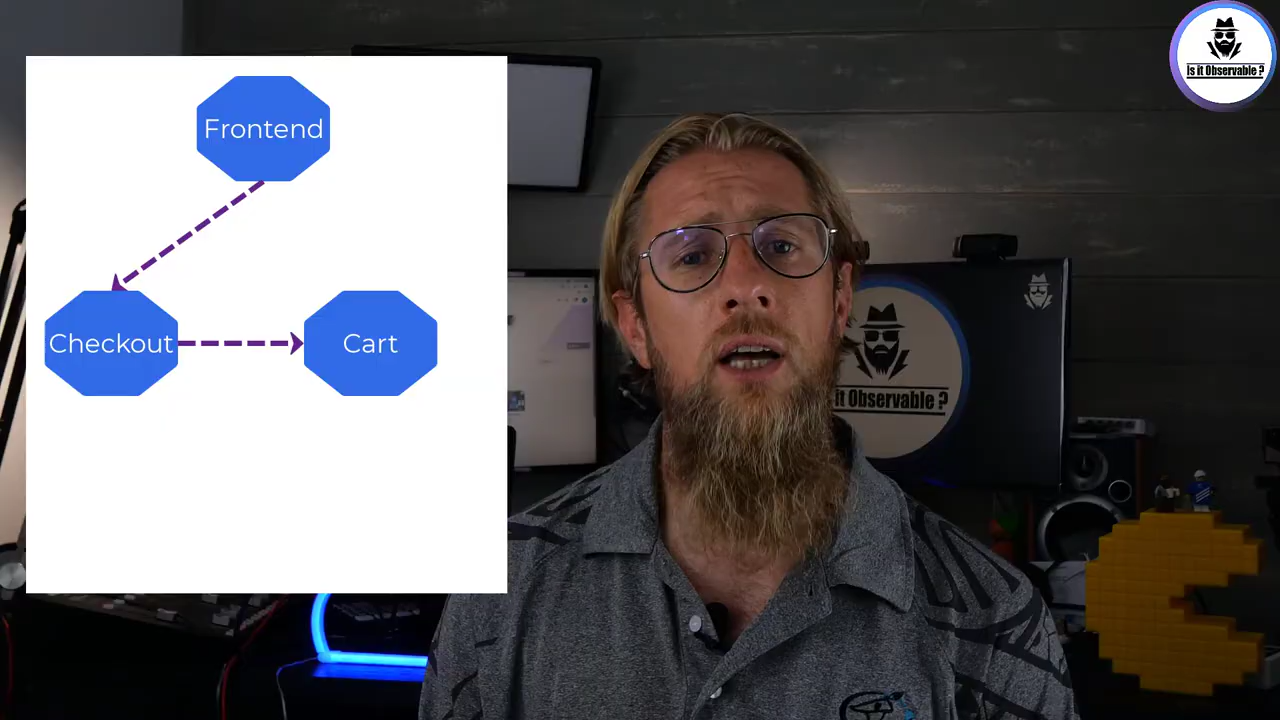 Frontend
Checkout
Cart
is it Observable ?
it Observable ?